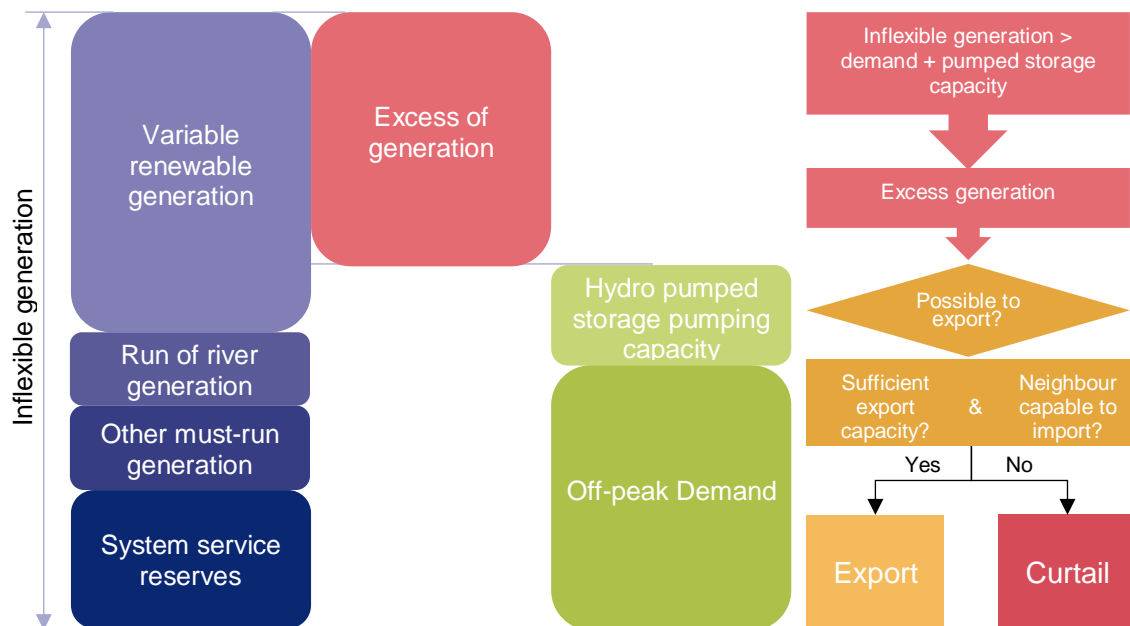 Inflexible generation
Variable
renewable
generation
Run of river
generation
Other must-run
generation
System service
reserves
Excess of
generation
Hydro pumped
storage pumping
capacity
Off-peak Demand
Inflexible generation >
demand + pumped storage
capacity
Excess generation
Possible to
export?
Sufficient
export
capacity?
&
Neighbour
capable to
import?
Yes
No
Export
Curtail